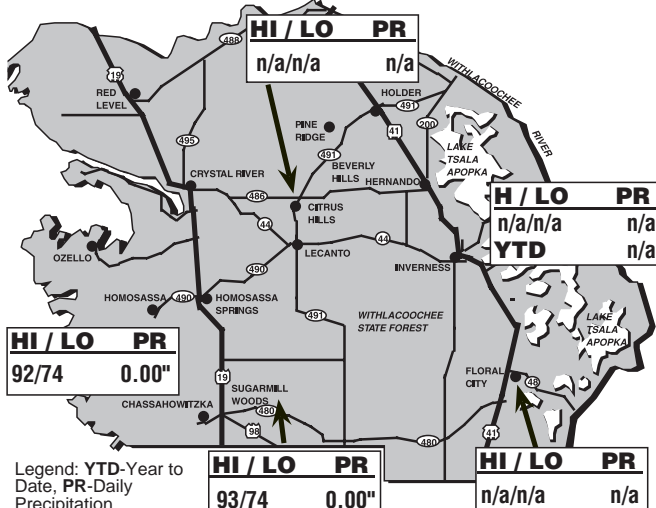 HI / LO PR
n/a/n/a n/a
488
WITHLACOOCHEE
RIVER
19
RED
LEVEL
HOLDER
491
41
200
PINE
RIDGE
495
491
BEVERLY
HILLS
LAKE
TSALA
APOPKA
CRYSTAL RIVER
HERNANDO
486
CITRUS
HILLS
H / LO PR
n/a/n/a n/a
YTD n/a
44
44
OZELLO
LECANTO
INVERNESS
490
HOMOSASSA
490
HOMOSASSA
SPRINGS
491
WITHLACOOCHEE
STATE FOREST
LAKE
TSALA
APOPKA
HI / LO PR
92/74 0.00"
19
SUGARMILL
WOODS
FLORAL
CITY
48
CHASSAHOWITZKA
480
98
480
41
Legend: YTD-Year to
Date, PR-Daily
Precipitation
HI / LO PR
93/74 0.00"
HI / LO PR
n/a/n/a n/a